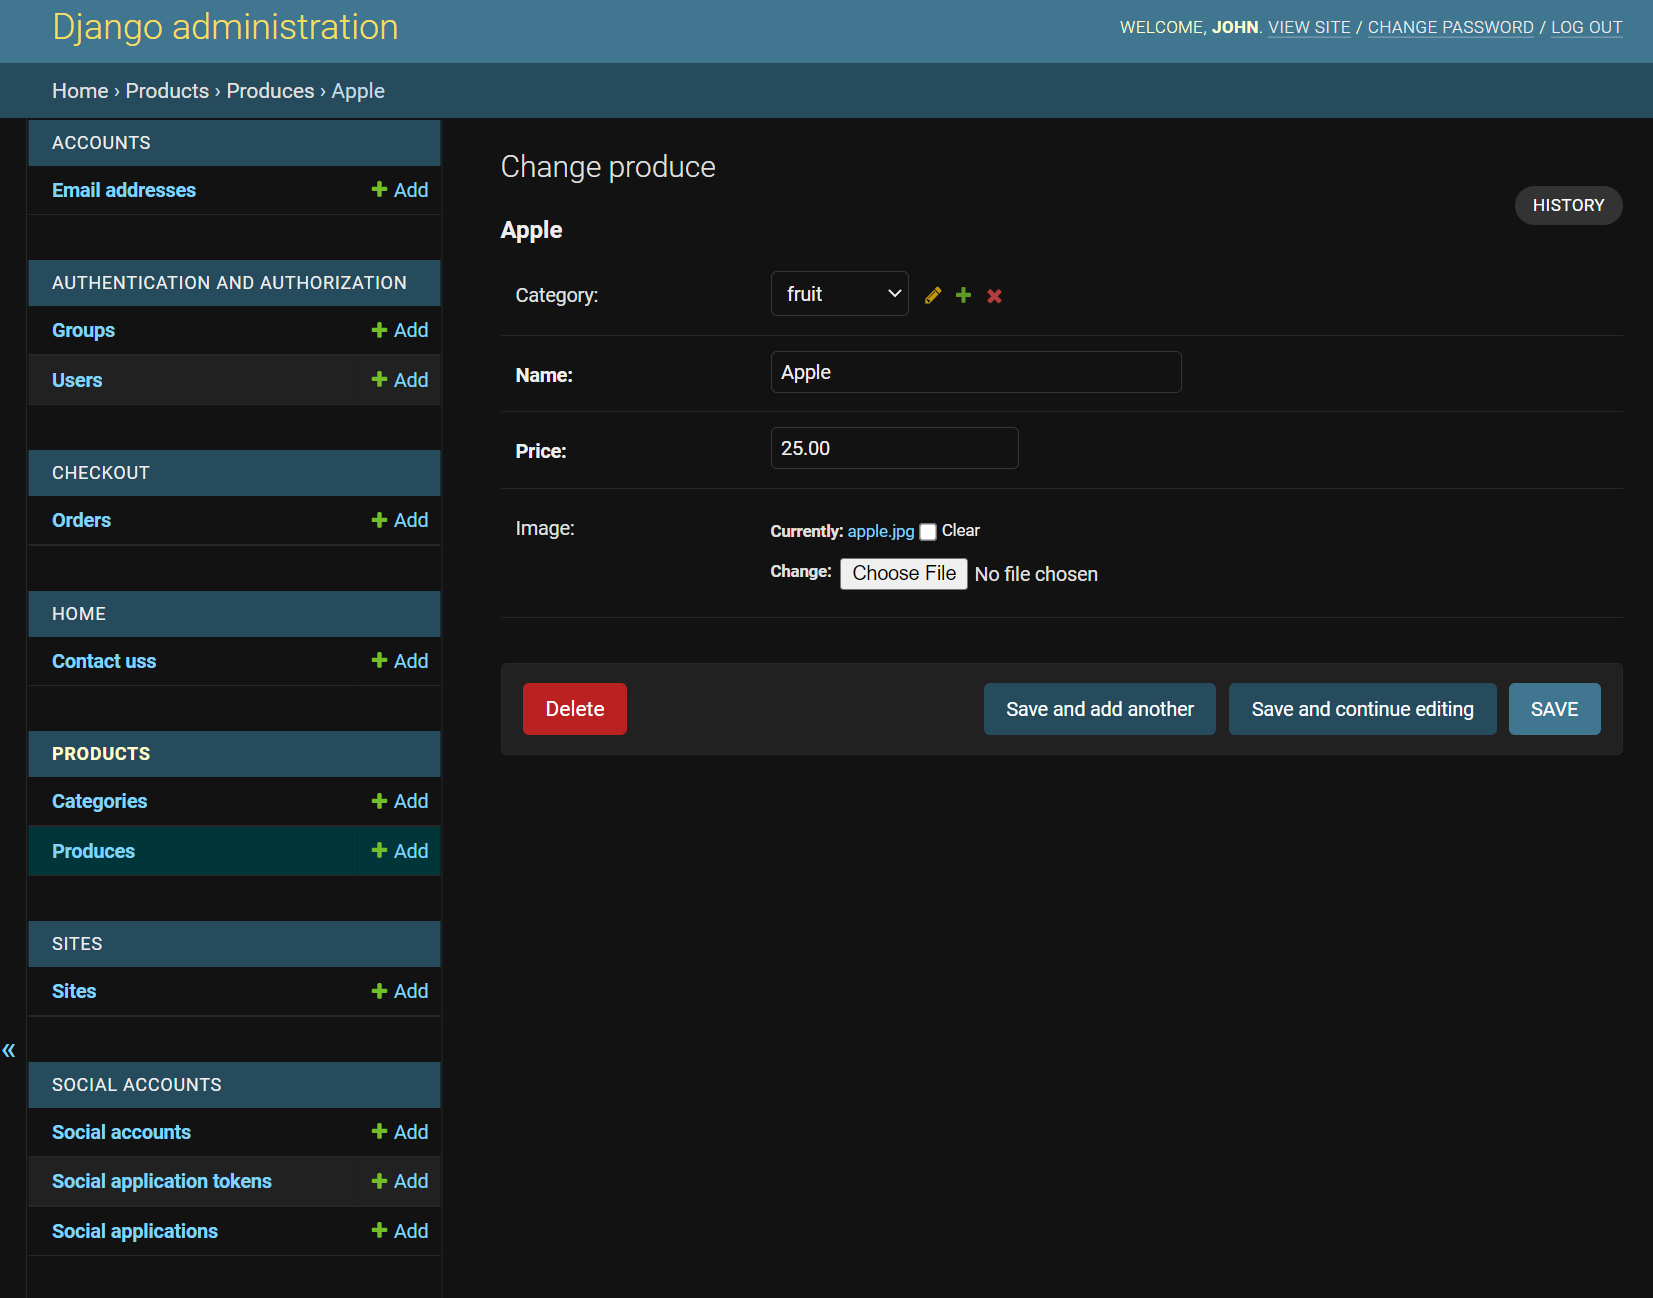 Django administration
WELCOME, JOHN. VIEW SITE / CHANGE PASSWORD / LOG OUT
Home › Products › Produces › Apple
ACCOUNTS
Email addresses Add
AUTHENTICATION AND AUTHORIZATION
Groups Add
Users Add
CHECKOUT
Orders Add
HOME
Contact uss Add
PRODUCTS
Categories Add
Produces Add
SITES
Sites Add
SOCIAL ACCOUNTS
Social accounts Add
Social application tokens Add
Social applications Add
«
Change produce
HISTORY
Apple
Category: fruit
Name: Apple
Price: 25.00
Image: Currently: apple.jpg Clear
Change: Choose File No file chosen
Delete Save and add another Save and continue editing SAVE